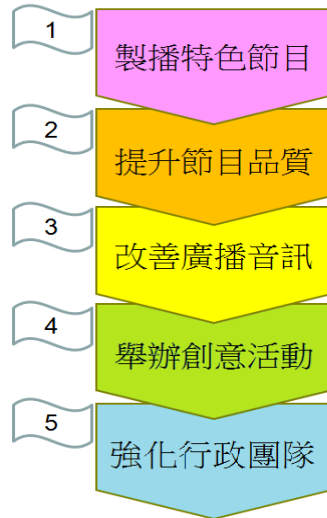 1
製播特色節目
2
提升節目品質
3
改善廣播音訊
4
舉辦創意活動
5
強化行政團隊